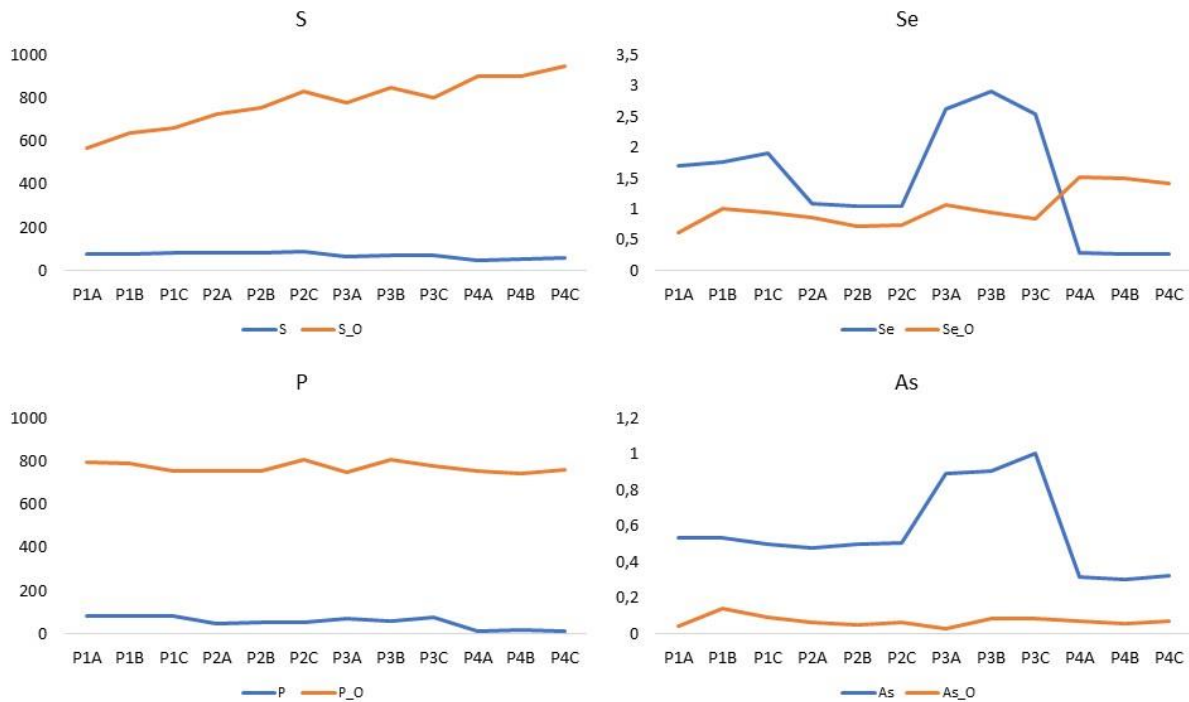 S
1000
800
600
400
200
0
P1A P1B P1C P2A P2B P2C P3A P3B P3C P4A P4B P4C
S S_O
Se
3,5
3
2,5
2
1,5
1
0,5
0
P1A P1B P1C P2A P2B P2C P3A P3B P3C P4A P4B P4C
Se Se_O
P
1000
800
600
400
200
0
P1A P1B P1C P2A P2B P2C P3A P3B P3C P4A P4B P4C
P P_O
As
1,2
1
0,8
0,6
0,4
0,2
0
P1A P1B P1C P2A P2B P2C P3A P3B P3C P4A P4B P4C
As As_O